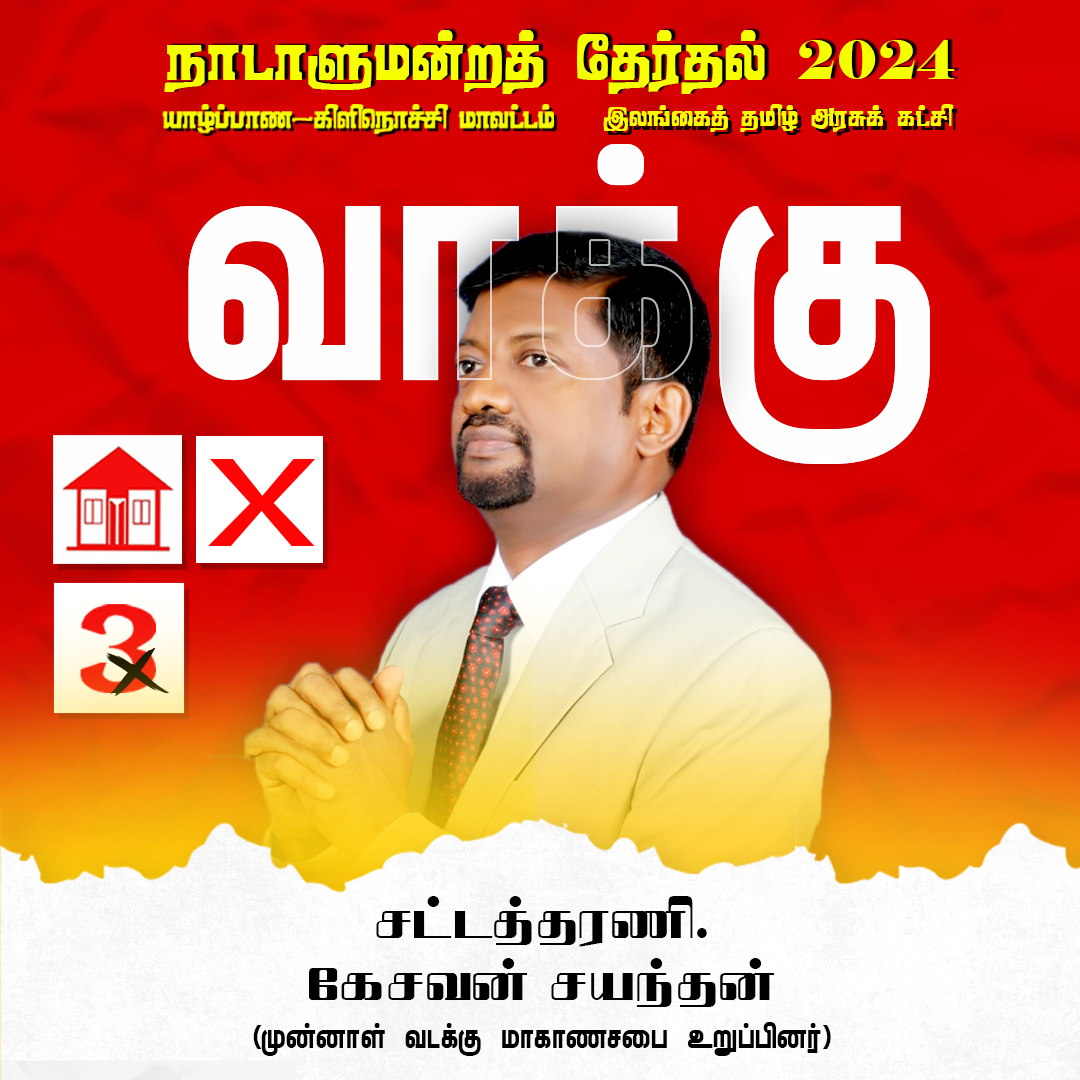 நாடாளுமன்றத் தேர்தல் 2024
யாழ்ப்பாண-கிளிநொச்சி மாவட்டம் இலங்கைத் தமிழ் அரசுக் கட்சி
வாக்கு
X
3
சட்டத்தரணி.
கேசவன் சயந்தன்
(முன்னாள் வடக்கு மாகாணசபை உறுப்பினர்)